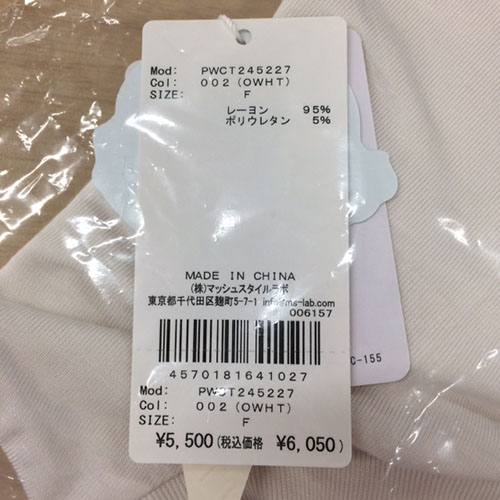 Mod: PWCT245227
Col: 002 (OWHT)
SIZE: F
レーヨン 95%
ポリウレタン 5%
MADE IN CHINA
(株)マッシュスタイルラボ
東京都千代田区麹町5-7-1 info@ms-lab.com
006157
4570181641027
Mod: PWCT245227
Col: 002 (OWHT)
SIZE: F
¥5,500(税込価格 ¥6,050)
C-155